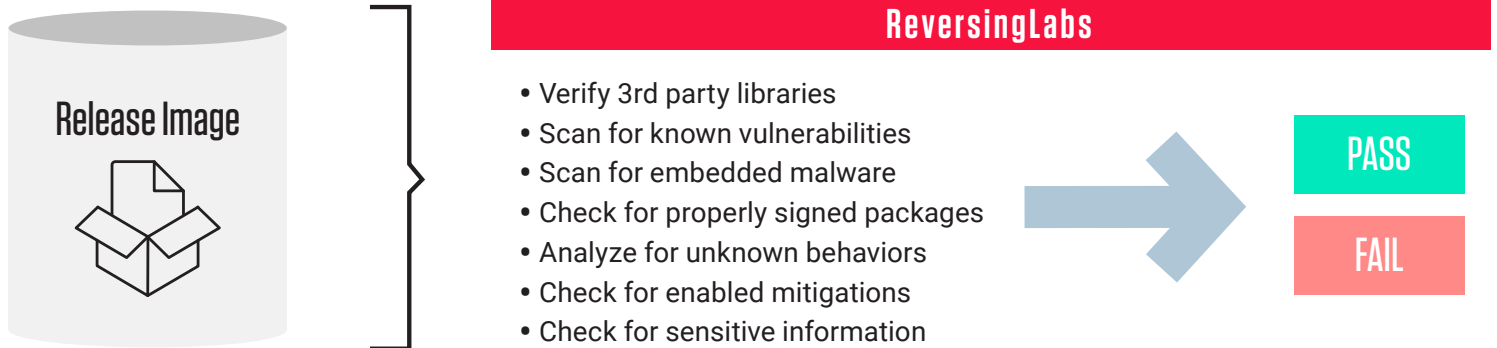 ReversingLabs
Release Image
• Verify 3rd party libraries
• Scan for known vulnerabilities
• Scan for embedded malware
• Check for properly signed packages
• Analyze for unknown behaviors
• Check for enabled mitigations
• Check for sensitive information
PASS
FAIL